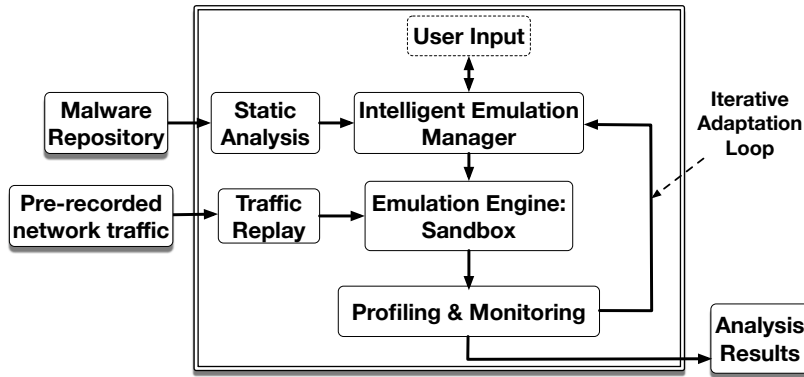 User Input
Malware
Repository
Static
Analysis
Intelligent Emulation
Manager
Iterative
Adaptation
Loop
Pre-recorded
network traffic
Traffic
Replay
Emulation Engine:
Sandbox
Profiling & Monitoring
Analysis
Results